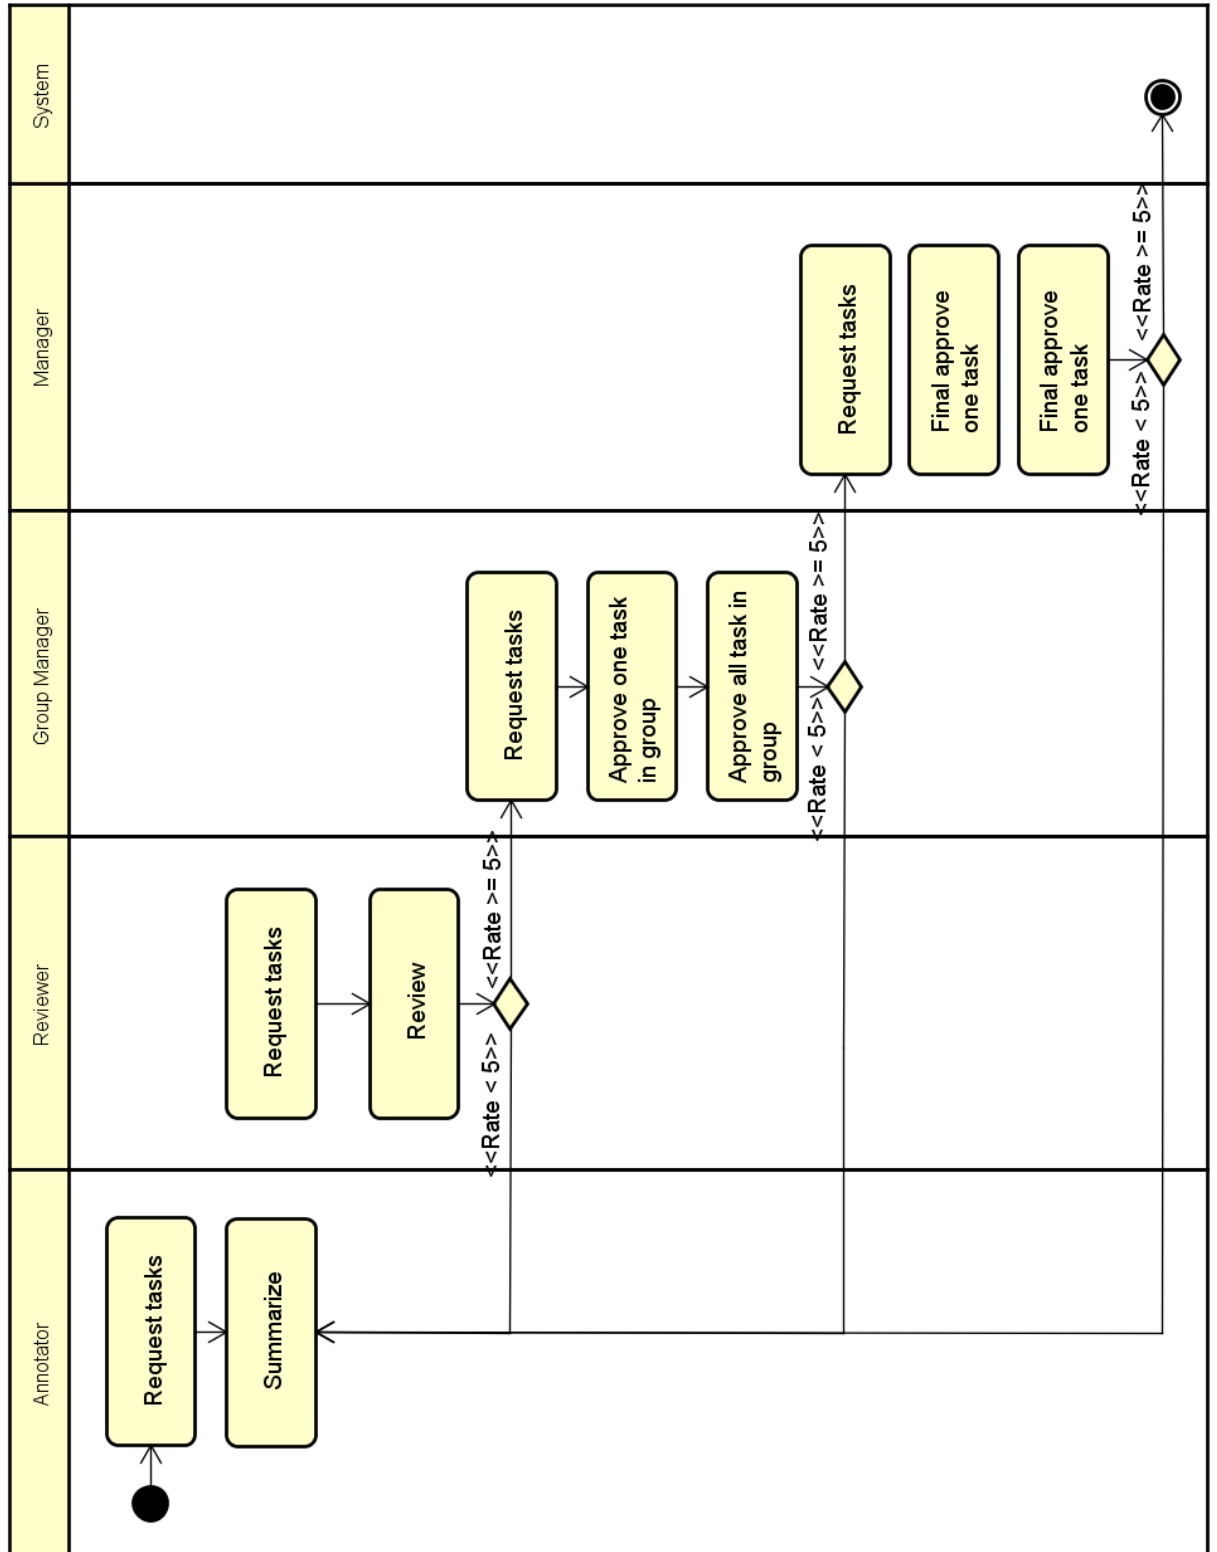 Annotator
Reviewer
Group Manager
Manager
System
Request tasks
Summarize
Request tasks
Review
<<Rate < 5>>
<<Rate >= 5>>
Request tasks
Approve one task
in group
Approve all task in
group
<<Rate < 5>>
<<Rate >= 5>>
Request tasks
Final approve
one task
Final approve
one task
<<Rate < 5>>
<<Rate >= 5>>